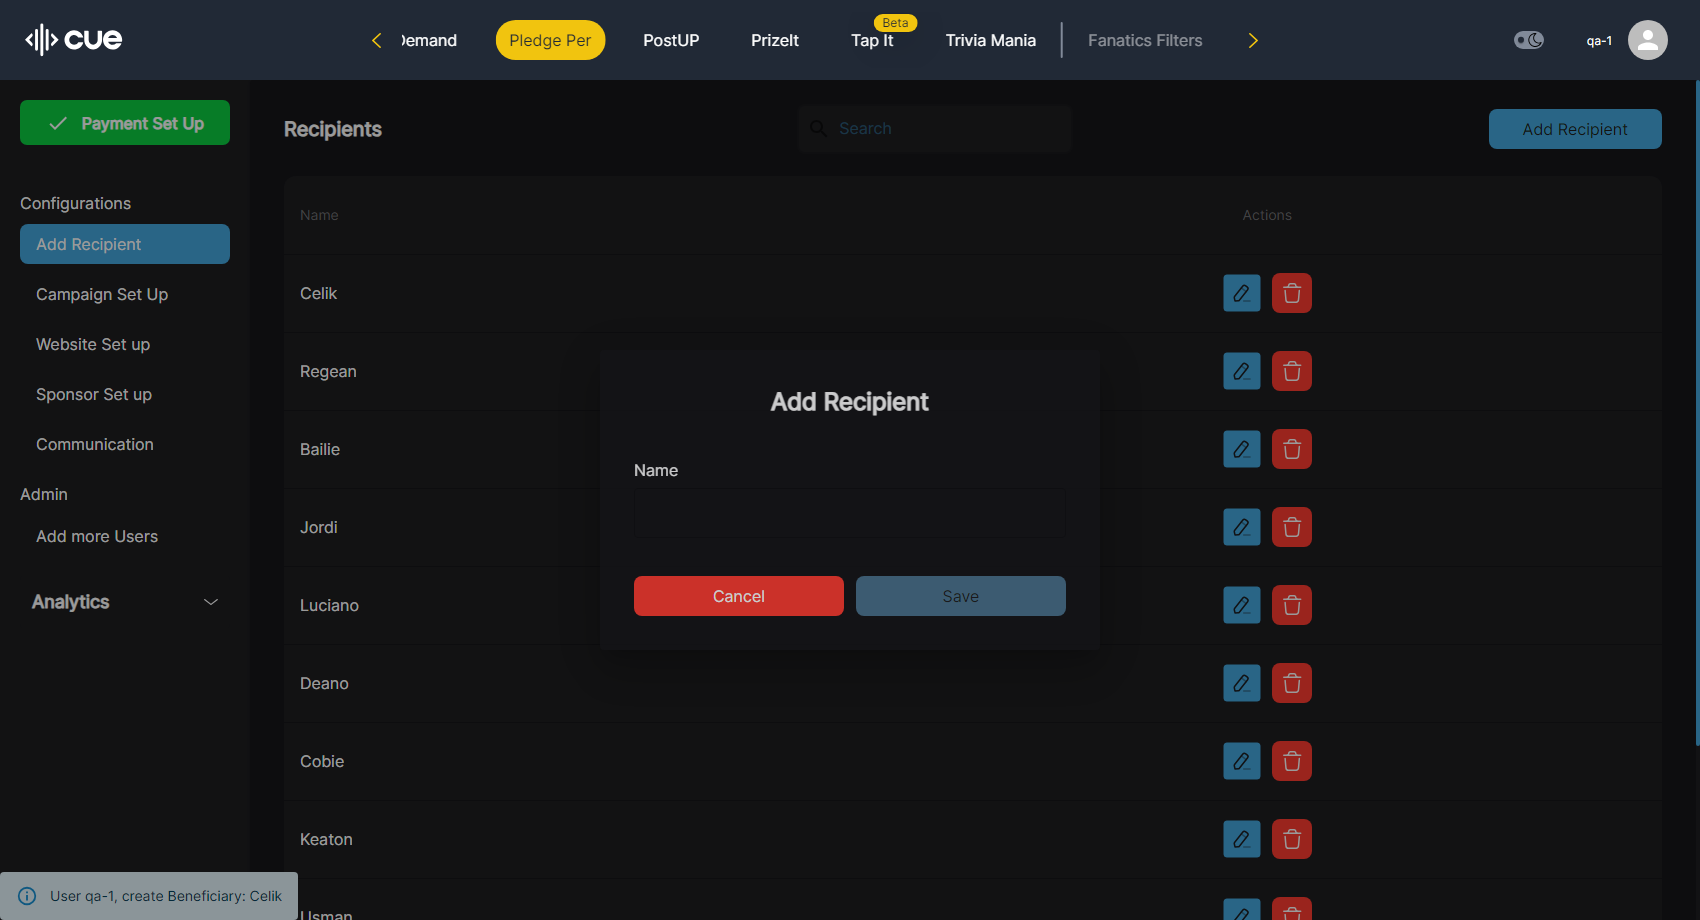 cue
Demand
Pledge Per
PostUP
PrizeIt
Tap It
Beta
Trivia Mania
Fanatics Filters
qa-1
Payment Set Up
Configurations
Add Recipient
Campaign Set Up
Website Set up
Sponsor Set up
Communication
Admin
Add more Users
Analytics
Recipients
Search
Add Recipient
Name
Actions
Celik
Regean
Bailie
Jordi
Luciano
Deano
Cobie
Keaton
Usman
Add Recipient
Name
Cancel
Save
User qa-1, create Beneficiary: Celik